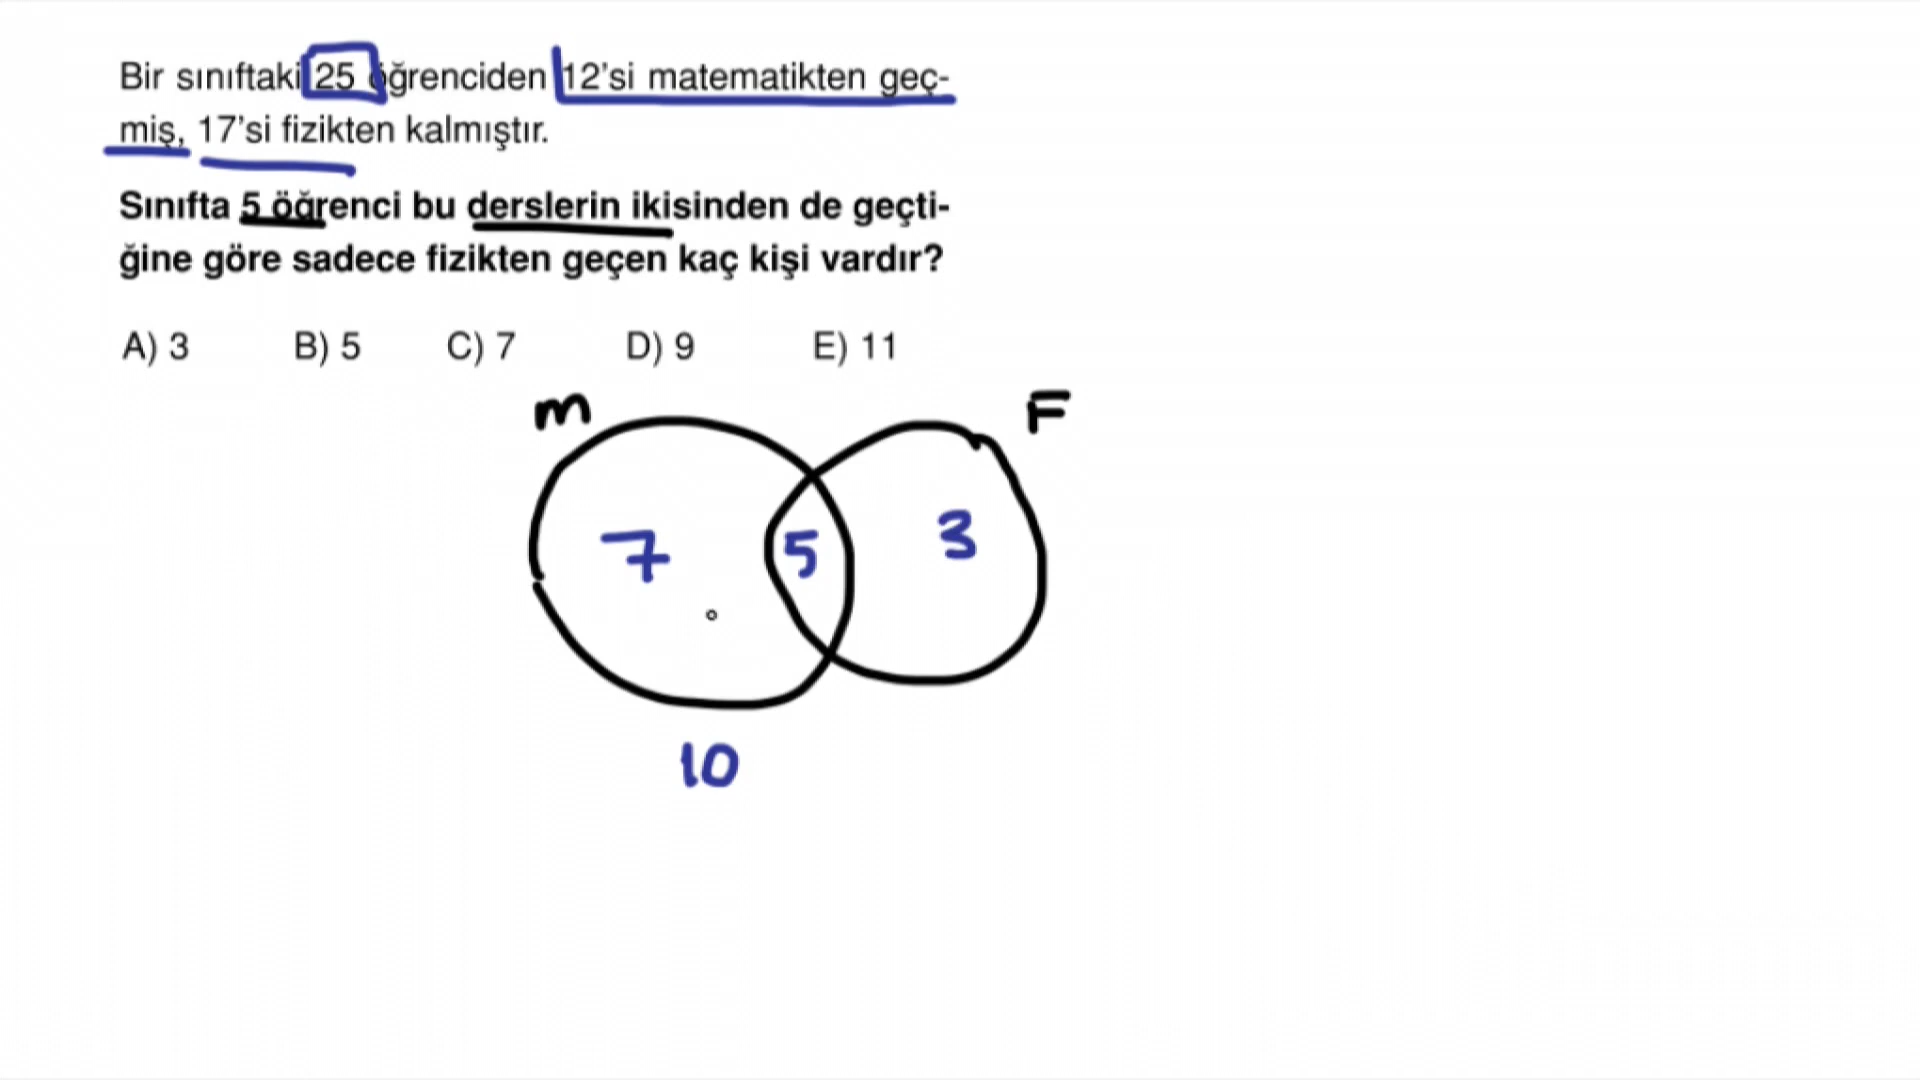 Bir sınıftaki 25 öğrenciden 12'si matematikten geç-
miş, 17'si fizikten kalmıştır.
Sınıfta 5 öğrenci bu derslerin ikisinden de geçti-
ğine göre sadece fizikten geçen kaç kişi vardır?
A) 3 B) 5 C) 7 D) 9 E) 11
m F
7 5 3
10